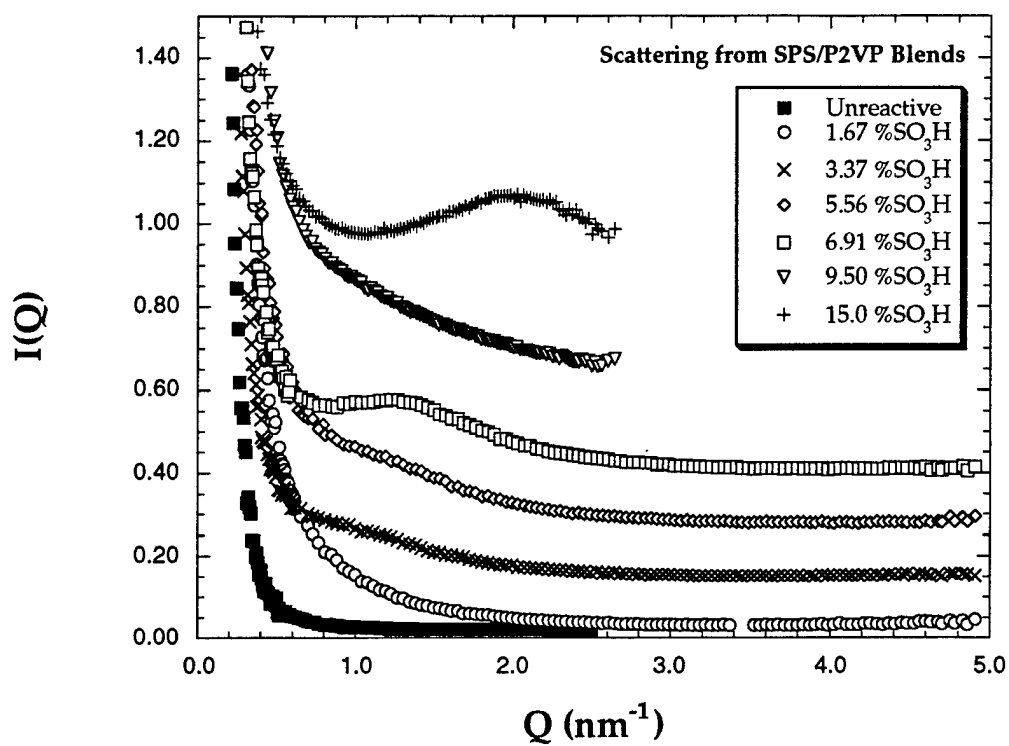 Scattering from SPS/P2VP Blends
Unreactive
1.67 %SO₃H
3.37 %SO₃H
5.56 %SO₃H
6.91 %SO₃H
9.50 %SO₃H
15.0 %SO₃H
I(Q)
1.40
1.20
1.00
0.80
0.60
0.40
0.20
0.00
0.0 1.0 2.0 3.0 4.0 5.0
Q (nm⁻¹)